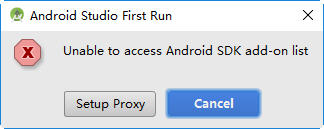 Android Studio First Run
Unable to access Android SDK add-on list
Setup Proxy
Cancel